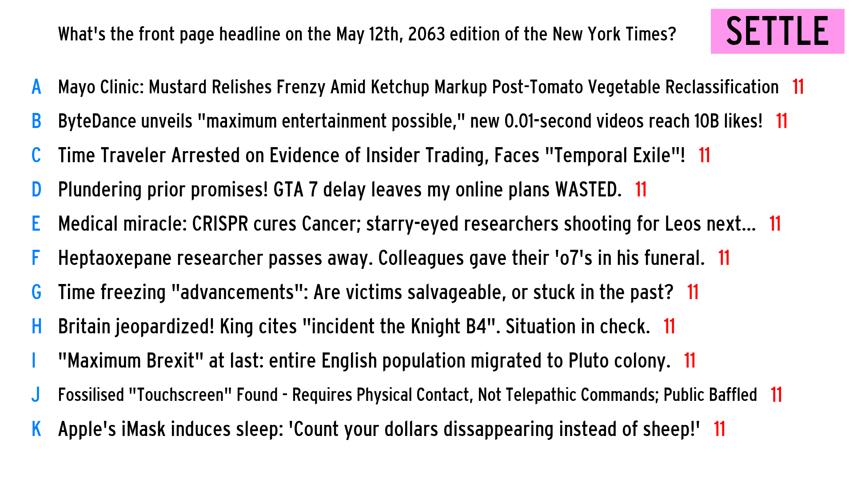 What's the front page headline on the May 12th, 2063 edition of the New York Times?
SETTLE
A Mayo Clinic: Mustard Relishes Frenzy Amid Ketchup Markup Post-Tomato Vegetable Reclassification 11
B ByteDance unveils "maximum entertainment possible," new 0.01-second videos reach 10B likes! 11
C Time Traveler Arrested on Evidence of Insider Trading, Faces "Temporal Exile"! 11
D Plundering prior promises! GTA 7 delay leaves my online plans WASTED. 11
E Medical miracle: CRISPR cures Cancer; starry-eyed researchers shooting for Leos next... 11
F Heptaoxepane researcher passes away. Colleagues gave their 'o7's in his funeral. 11
G Time freezing "advancements": Are victims salvageable, or stuck in the past? 11
H Britain jeopardized! King cites "incident the Knight B4". Situation in check. 11
I "Maximum Brexit" at last: entire English population migrated to Pluto colony. 11
J Fossilised "Touchscreen" Found - Requires Physical Contact, Not Telepathic Commands; Public Baffled 11
K Apple's iMask induces sleep: 'Count your dollars dissappearing instead of sheep!' 11